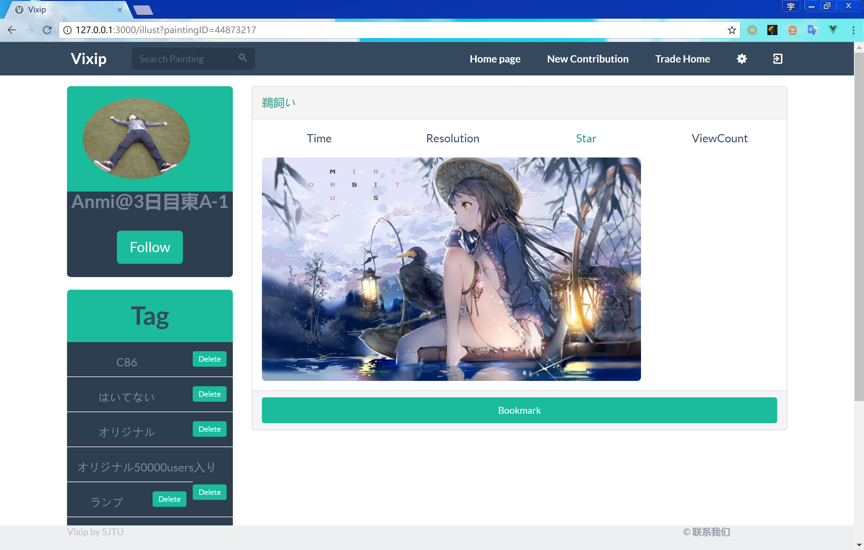 Vixip
宇
127.0.0.1:3000/illust?paintingID=44873217
Vixip
Search Painting
Home page
New Contribution
Trade Home
Anmi@3日目東A-1
Follow
Tag
C86
Delete
はいてない
Delete
オリジナル
Delete
オリジナル50000users入り
Delete
ランプ
Delete
鵜飼い
Time
Resolution
Star
ViewCount
M I R
O R B I T
U S
Bookmark
Vixip by SJTU
© 联系我们